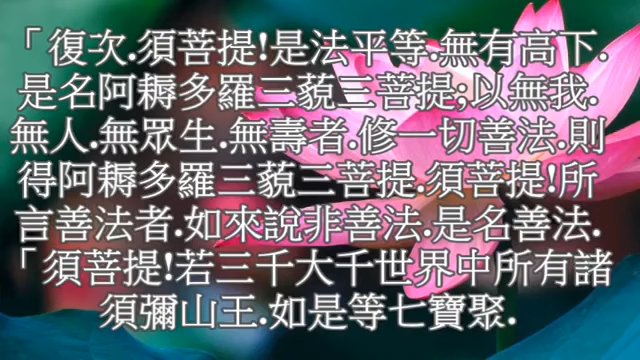 「復次.須菩提!是法平等.無有高下.
是名阿耨多羅三藐三菩提;以無我.
無人.無眾生.無壽者.修一切善法.則
得阿耨多羅三藐三菩提.須菩提!所
言善法者.如來說非善法.是名善法.
「須菩提!若三千大千世界中所有諸
須彌山王.如是等七寶聚.